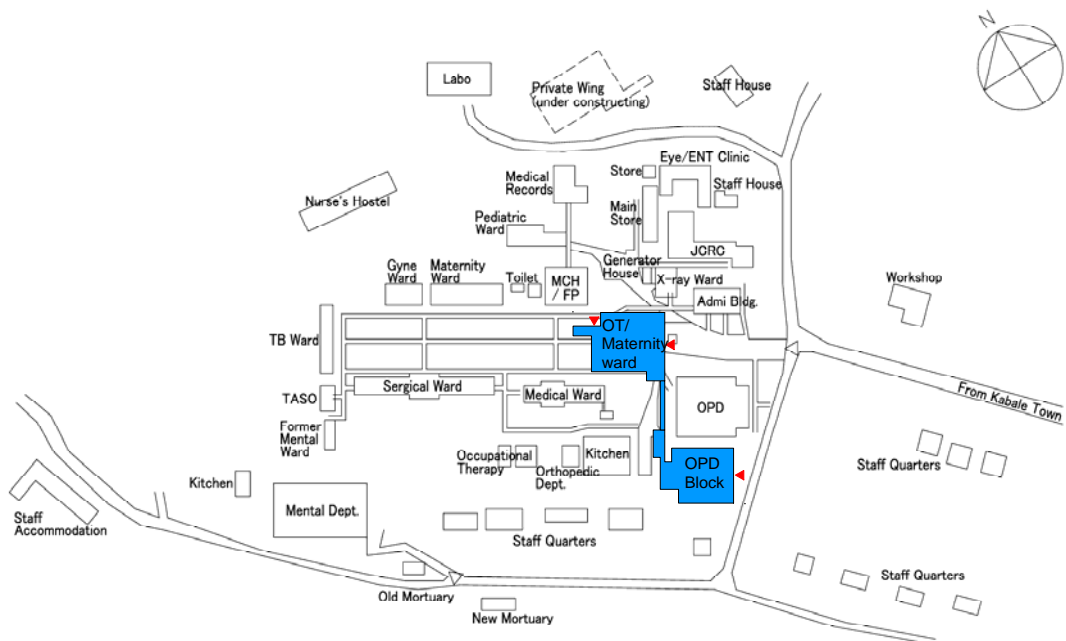 N
Labo
Private Wing
(under constructing)
Staff House
Eye/ENT Clinic
Store
Medical
Records
Staff House
Nurse's Hostel
Main
Store
Pediatric
Ward
JCRC
Generator
House
Gyne
Ward
Maternity
Ward
Toilet
MCH
/ FP
X-ray Ward
Workshop
Admi Bldg.
TB Ward
OT/
Maternity
ward
Sergical Ward
Medical Ward
From Kabale Town
TASO
OPD
Former
Mental
Ward
Occupational
Therapy
Orthopedic
Dept.
Kitchen
OPD
Block
Staff Quarters
Kitchen
Mental Dept.
Staff
Accommodation
Staff Quarters
Staff Quarters
Old Mortuary
New Mortuary